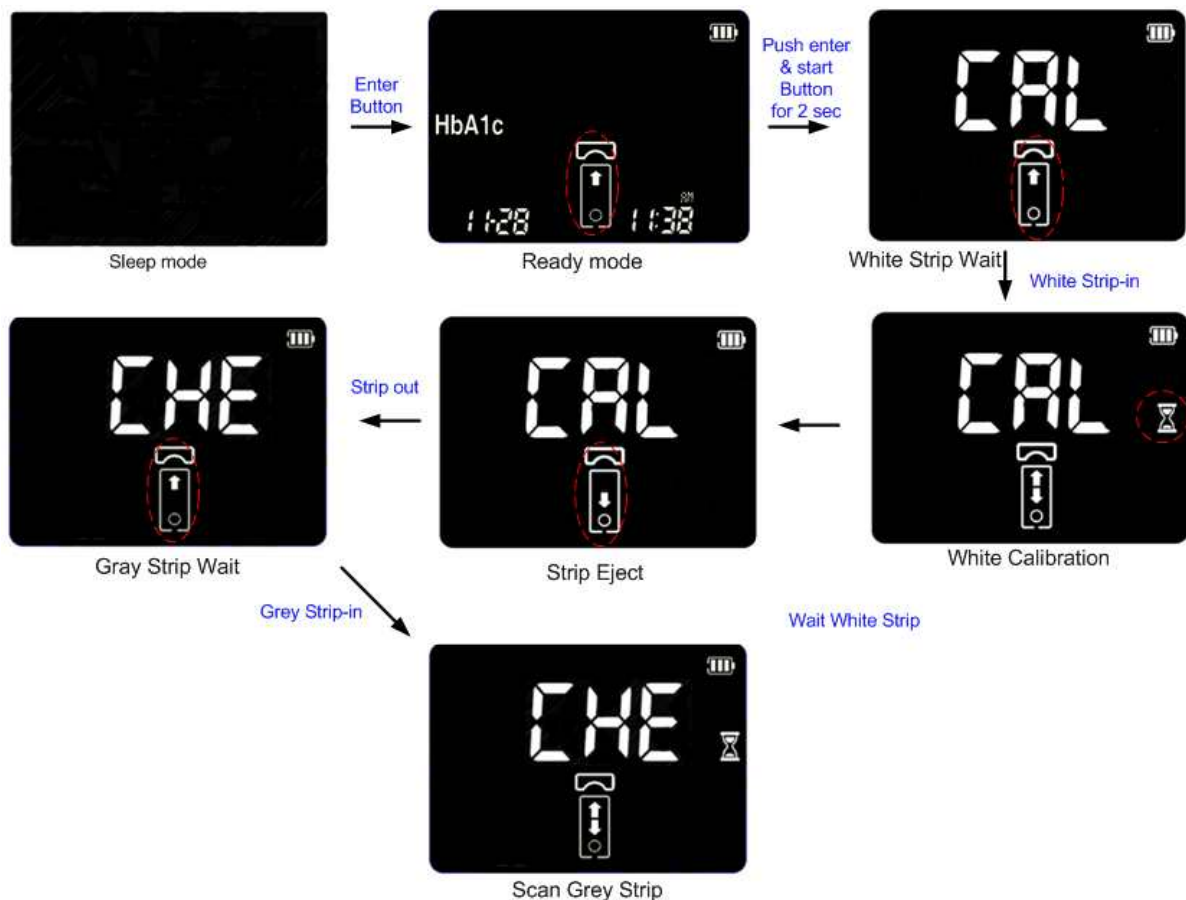 Enter
Button
Push enter
& start
Button
for 2 sec
CAL
HbA1c
11-28
AM
11:38
Sleep mode
Ready mode
White Strip Wait
White Strip-in
CHE
Strip out
CAL
CAL
Gray Strip Wait
Strip Eject
White Calibration
Grey Strip-in
Wait White Strip
CHE
Scan Grey Strip